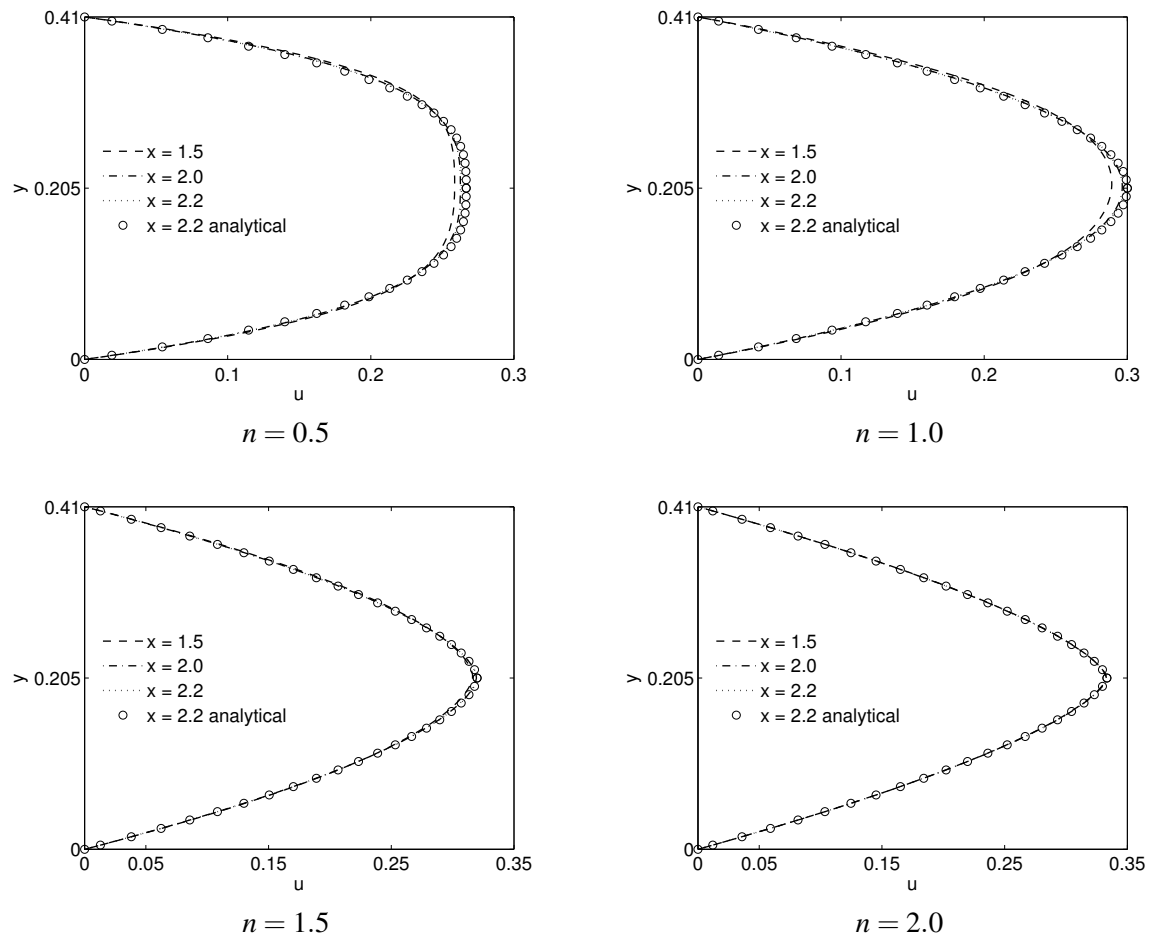 0.41
y
0.205
0
x = 1.5
x = 2.0
x = 2.2
x = 2.2 analytical
0 0.1 0.2 0.3
u
n = 0.5
0.41
y
0.205
0
x = 1.5
x = 2.0
x = 2.2
x = 2.2 analytical
0 0.1 0.2 0.3
u
n = 1.0
0.41
y
0.205
0
x = 1.5
x = 2.0
x = 2.2
x = 2.2 analytical
0 0.05 0.15 0.25 0.35
u
n = 1.5
0.41
y
0.205
0
x = 1.5
x = 2.0
x = 2.2
x = 2.2 analytical
0 0.05 0.15 0.25 0.35
u
n = 2.0